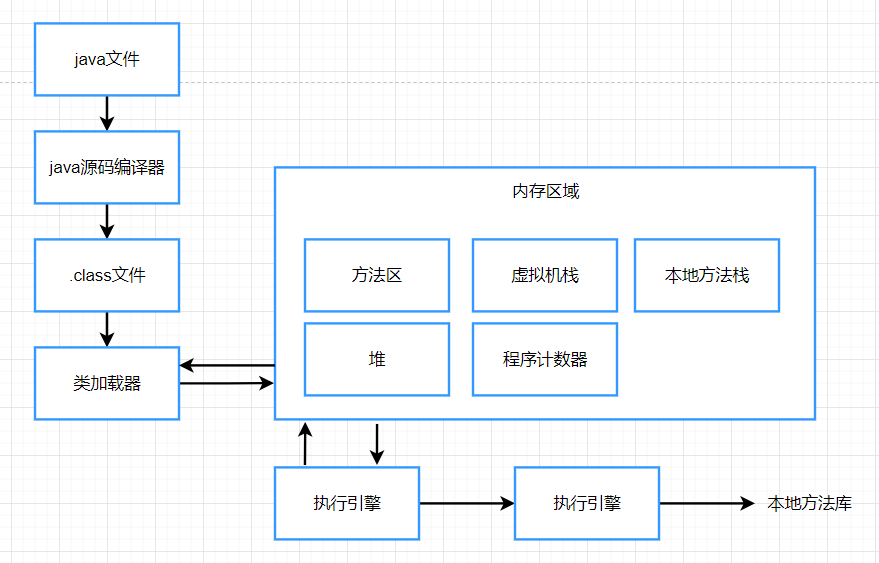 java文件
java源码编译器
.class文件
类加载器
内存区域
方法区
虚拟机栈
本地方法栈
堆
程序计数器
执行引擎
执行引擎
本地方法库